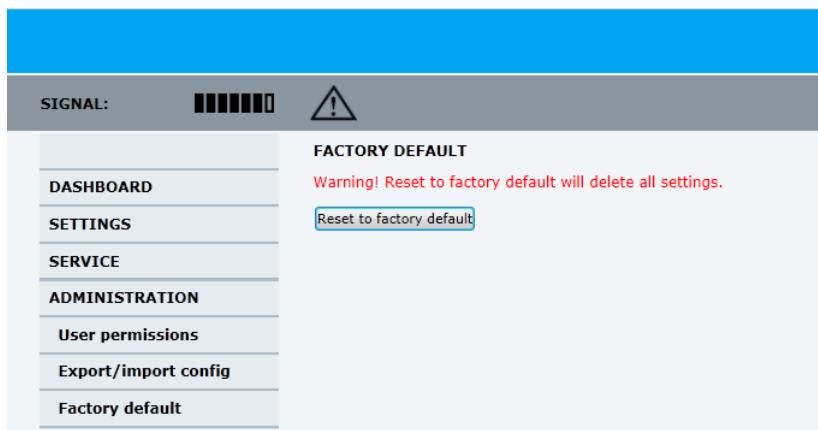 SIGNAL:
FACTORY DEFAULT
Warning! Reset to factory default will delete all settings.
Reset to factory default
DASHBOARD
SETTINGS
SERVICE
ADMINISTRATION
User permissions
Export/import config
Factory default